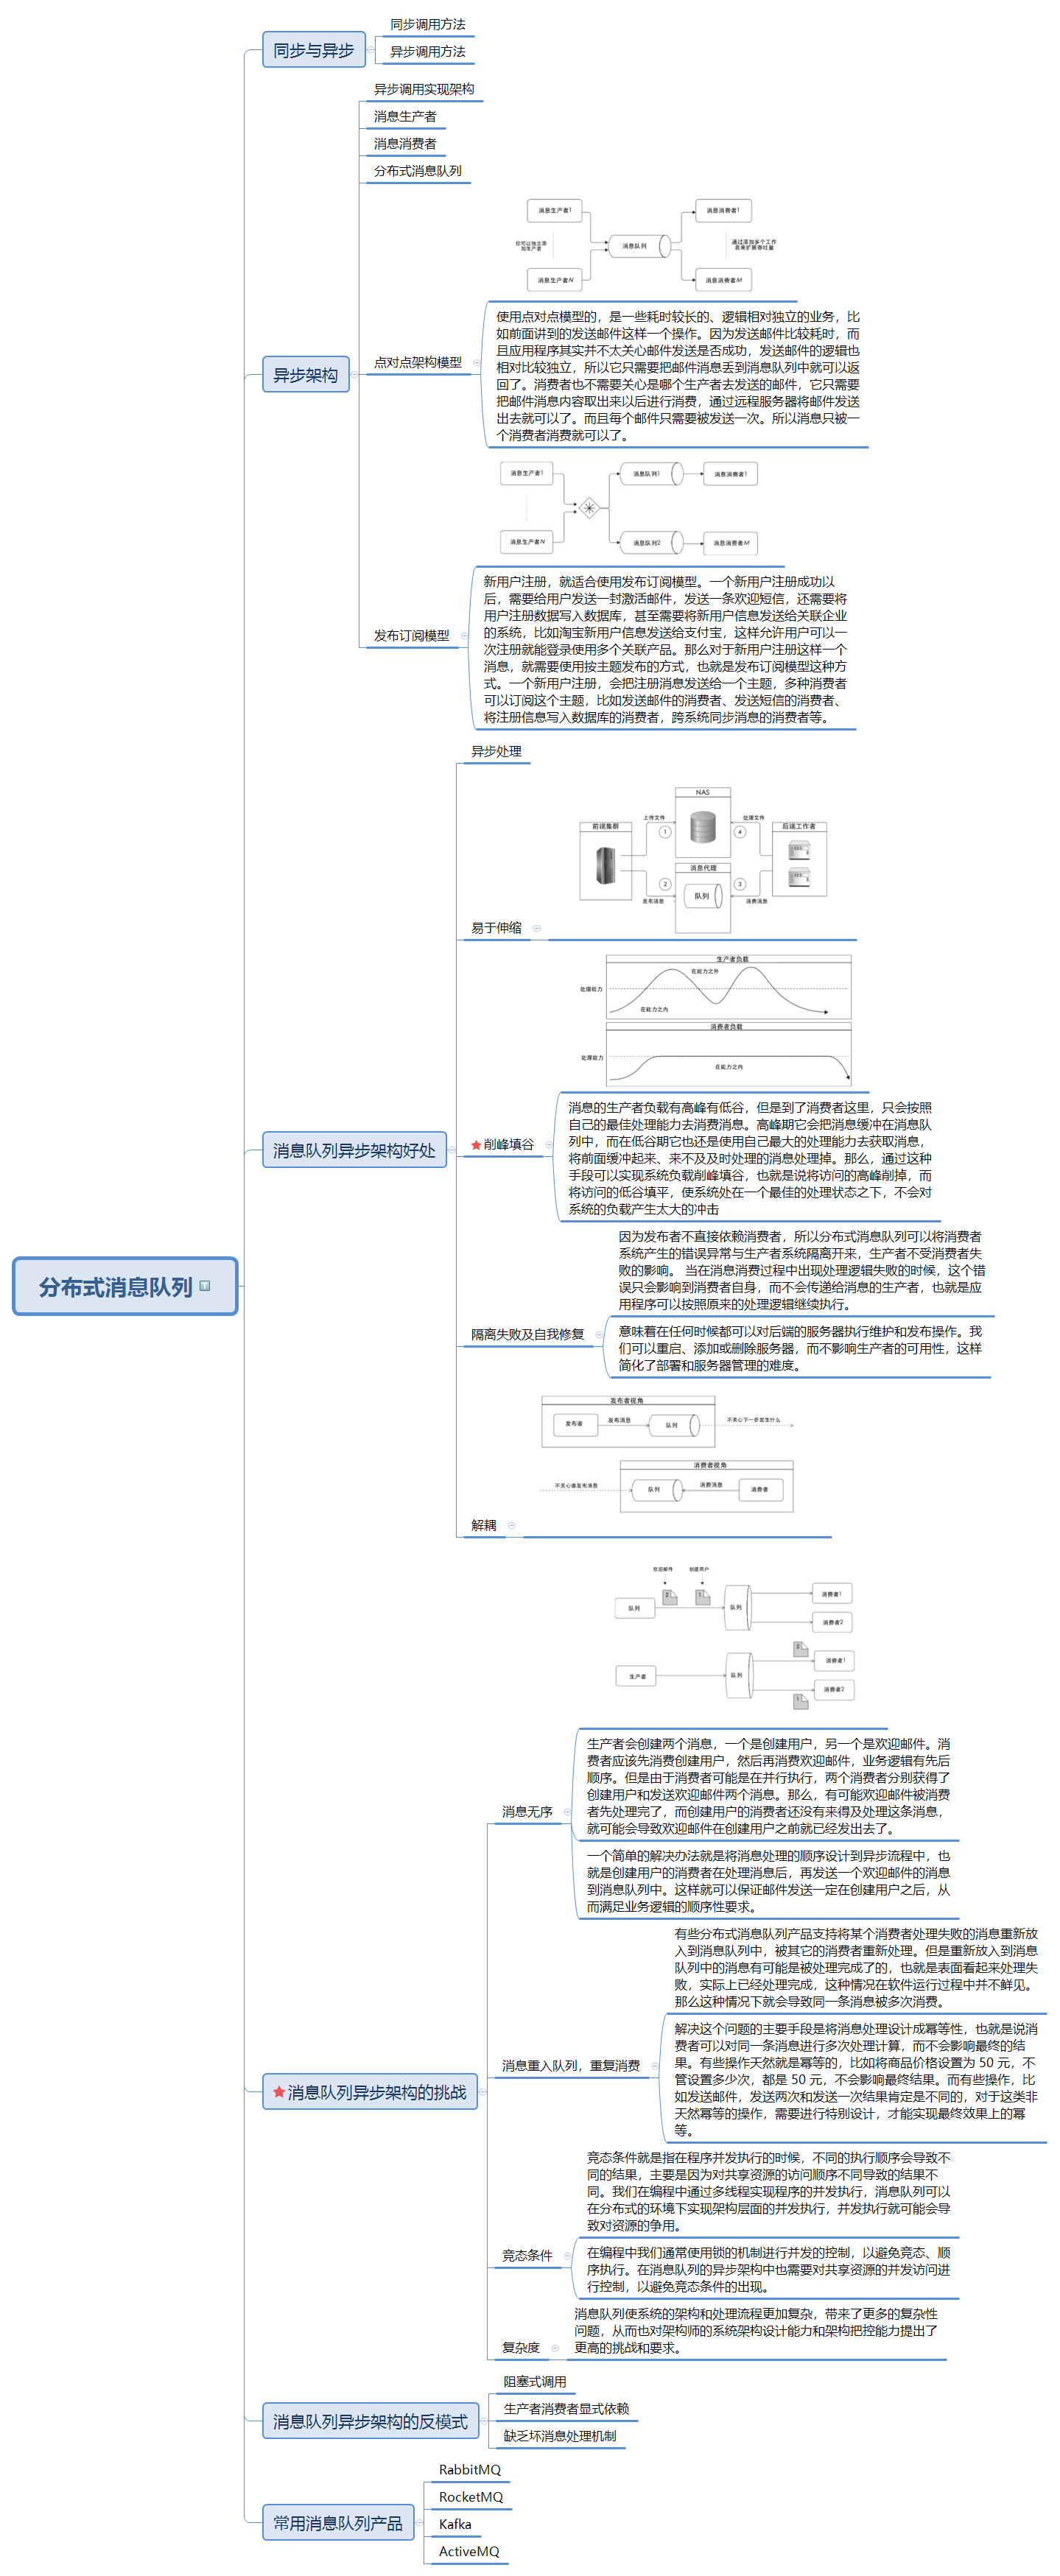 同步与异步
同步调用方法
异步调用方法
异步架构
异步调用实现架构
消息生产者
消息消费者
分布式消息队列
点对点架构模型
消息生产者1
消息消费者1
你可以独立添
加生产者
消息队列
通过添加多个工作
者来扩展吞吐量
消息生产者N
消息消费者M
使用点对点模型的，是一些耗时较长的、逻辑相对独立的业务，比
如前面讲到的发送邮件这样一个操作。因为发送邮件比较耗时，而
且应用程序其实并不太关心邮件发送是否成功，发送邮件的逻辑也
相对比较独立，所以它只需要把邮件消息丢到消息队列中就可以返
回了。消费者也不需要关心是哪个生产者去发送的邮件，它只需要
把邮件消息内容取出来以后进行消费，通过远程服务器将邮件发送
出去就可以了。而且每个邮件只需要被发送一次。所以消息只被一
个消费者消费就可以了。
发布订阅模型
消息生产者1
消息队列1
消息消费者1
消息生产者N
消息队列2
消息消费者M
新用户注册，就适合使用发布订阅模型。一个新用户注册成功以
后，需要给用户发送一封激活邮件，发送一条欢迎短信，还需要将
用户注册数据写入数据库，甚至需要将新用户信息发送给关联企业
的系统，比如淘宝新用户信息发送给支付宝，这样允许用户可以一
次注册就能登录使用多个关联产品。那么对于新用户注册这样一个
消息，就需要使用按主题发布的方式，也就是发布订阅模型这种方
式。一个新用户注册，会把注册消息发送给一个主题，多种消费者
可以订阅这个主题，比如发送邮件的消费者、发送短信的消费者、
将注册信息写入数据库的消费者，跨系统同步消息的消费者等。
消息队列异步架构好处
异步处理
易于伸缩
NAS
上传文件
处理文件
前端集群
后端工作者
1
4
消息代理
2
3
队列
发布消息
消费消息
削峰填谷
生产者负载
在能力之外
处理能力
在能力之内
消费者负载
处理能力
在能力之内
消息的生产者负载有高峰有低谷，但是到了消费者这里，只会按照
自己的最佳处理能力去消费消息。高峰期它会把消息缓冲在消息队
列中，而在低谷期它也还是使用自己最大的处理能力去获取消息，
将前面缓冲起来、来不及及时处理的消息处理掉。那么，通过这种
手段可以实现系统负载削峰填谷，也就是说将访问的高峰削掉，而
将访问的低谷填平，使系统处在一个最佳的处理状态之下，不会对
系统的负载产生太大的冲击
分布式消息队列
隔离失败及自我修复
因为发布者不直接依赖消费者，所以分布式消息队列可以将消费者
系统产生的错误异常与生产者系统隔离开来，生产者不受消费者失
败的影响。 当在消息消费过程中出现处理逻辑失败的时候，这个错
误只会影响到消费者自身，而不会传递给消息的生产者，也就是应
用程序可以按照原来的处理逻辑继续执行。
意味着在任何时候都可以对后端的服务器执行维护和发布操作。我
们可以重启、添加或删除服务器，而不影响生产者的可用性，这样
简化了部署和服务器管理的难度。
解耦
发布者视角
发布者
发布消息
队列
不关心下一步发生什么
消费者视角
不关心谁发布消息
队列
消费消息
消费者
消息队列异步架构的挑战
消息无序
欢迎邮件
创建用户
2
1
队列
队列
消费者1
消费者2
2
生产者
队列
消费者1
消费者2
1
生产者会创建两个消息，一个是创建用户，另一个是欢迎邮件。消
费者应该先消费创建用户，然后再消费欢迎邮件，业务逻辑有先后
顺序。但是由于消费者可能是在并行执行，两个消费者分别获得了
创建用户和发送欢迎邮件两个消息。那么，有可能欢迎邮件被消费
者先处理完了，而创建用户的消费者还没有来得及处理这条消息，
就可能会导致欢迎邮件在创建用户之前就已经发出去了。
一个简单的解决办法就是将消息处理的顺序设计到异步流程中，也
就是创建用户的消费者在处理消息后，再发送一个欢迎邮件的消息
到消息队列中。这样就可以保证邮件发送一定在创建用户之后，从
而满足业务逻辑的顺序性要求。
消息重入队列，重复消费
有些分布式消息队列产品支持将某个消费者处理失败的消息重新放
入到消息队列中，被其它的消费者重新处理。但是重新放入到消息
队列中的消息有可能是被处理完成了的，也就是表面看起来处理失
败，实际上已经处理完成，这种情况在软件运行过程中并不鲜见。
那么这种情况下就会导致同一条消息被多次消费。
解决这个问题的主要手段是将消息处理设计成幂等性，也就是说消
费者可以对同一条消息进行多次处理计算，而不会影响最终的结
果。有些操作天然就是幂等的，比如将商品价格设置为 50 元，不
管设置多少次，都是 50 元，不会影响最终结果。而有些操作，比
如发送邮件，发送两次和发送一次结果肯定是不同的，对于这类非
天然幂等的操作，需要进行特别设计，才能实现最终效果上的幂
等。
竞态条件
竞态条件就是指在程序并发执行的时候，不同的执行顺序会导致不
同的结果，主要是因为对共享资源的访问顺序不同导致的结果不
同。我们在编程中通过多线程实现程序的并发执行，消息队列可以
在分布式的环境下实现架构层面的并发执行，并发执行就可能会导
致对资源的争用。
在编程中我们通常使用锁的机制进行并发的控制，以避免竞态、顺
序执行。在消息队列的异步架构中也需要对共享资源的并发访问进
行控制，以避免竞态条件的出现。
复杂度
消息队列使系统的架构和处理流程更加复杂，带来了更多的复杂性
问题，从而也对架构师的系统架构设计能力和架构把控能力提出了
更高的挑战和要求。
消息队列异步架构的反模式
阻塞式调用
生产者消费者显式依赖
缺乏坏消息处理机制
常用消息队列产品
RabbitMQ
RocketMQ
Kafka
ActiveMQ